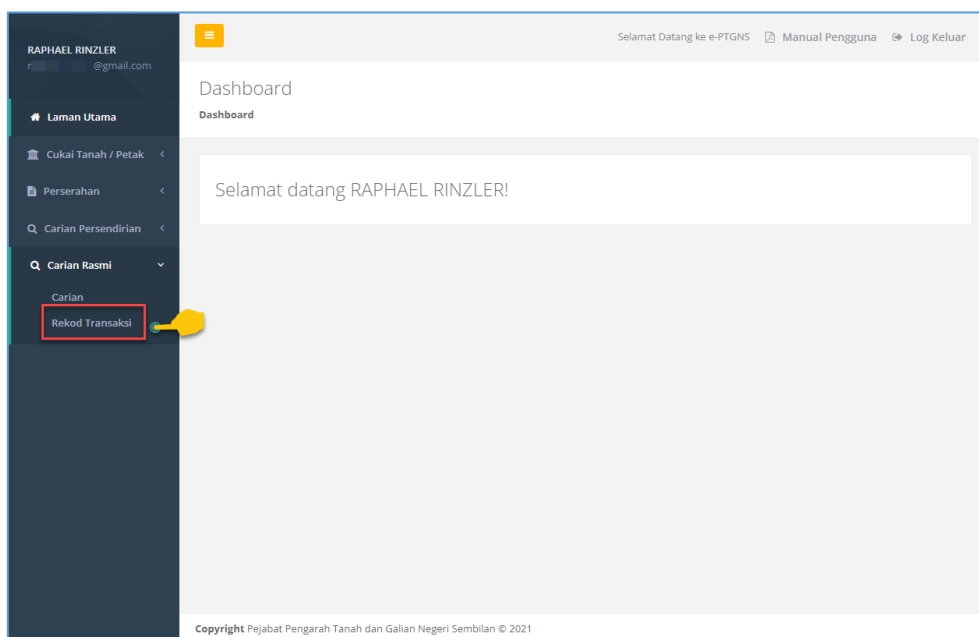 RAPHAEL RINZLER
r @gmail.com
Selamat Datang ke e-PTGNS Manual Pengguna Log Keluar
Dashboard
Dashboard
Laman Utama
Cukai Tanah / Petak
Perserahan
Carian Persendirian
Carian Rasmi
Carian
Rekod Transaksi
Selamat datang RAPHAEL RINZLER!
Copyright Pejabat Pengarah Tanah dan Galian Negeri Sembilan © 2021